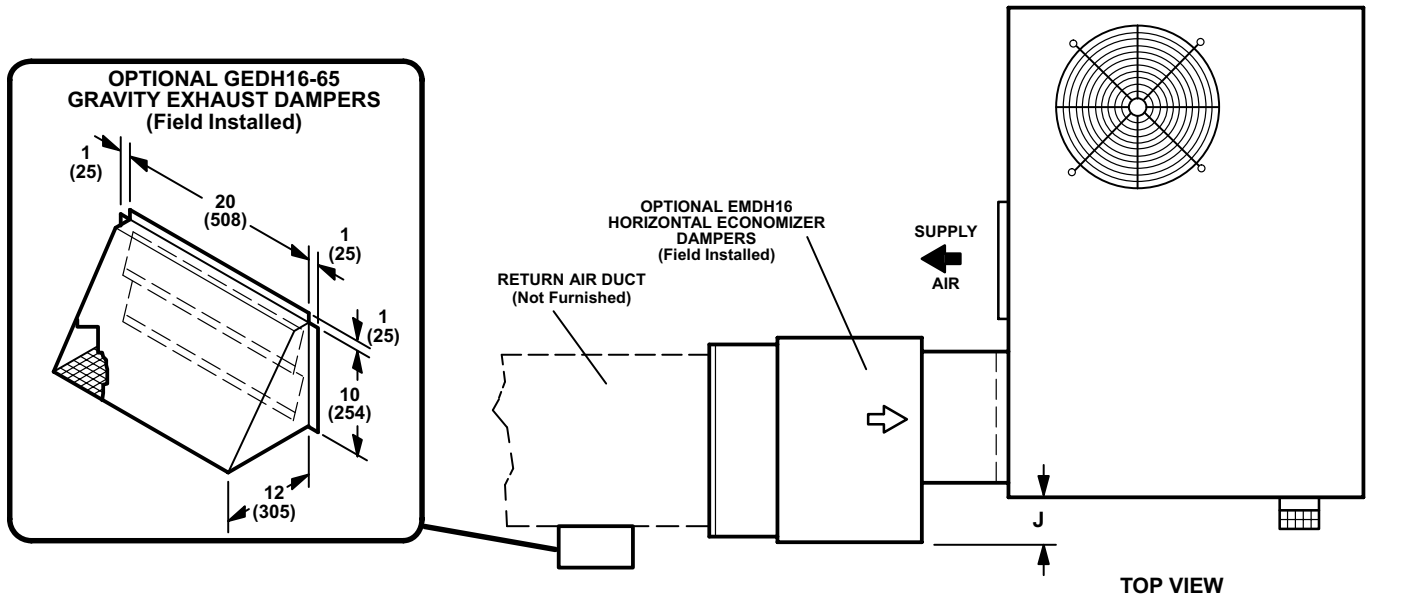 OPTIONAL GEDH16-65
GRAVITY EXHAUST DAMPERS
(Field Installed)
1
(25)
20
(508)
1
(25)
1
(25)
10
(254)
12
(305)
RETURN AIR DUCT
(Not Furnished)
OPTIONAL EMDH16
HORIZONTAL ECONOMIZER
DAMPERS
(Field Installed)
SUPPLY
AIR
J
TOP VIEW